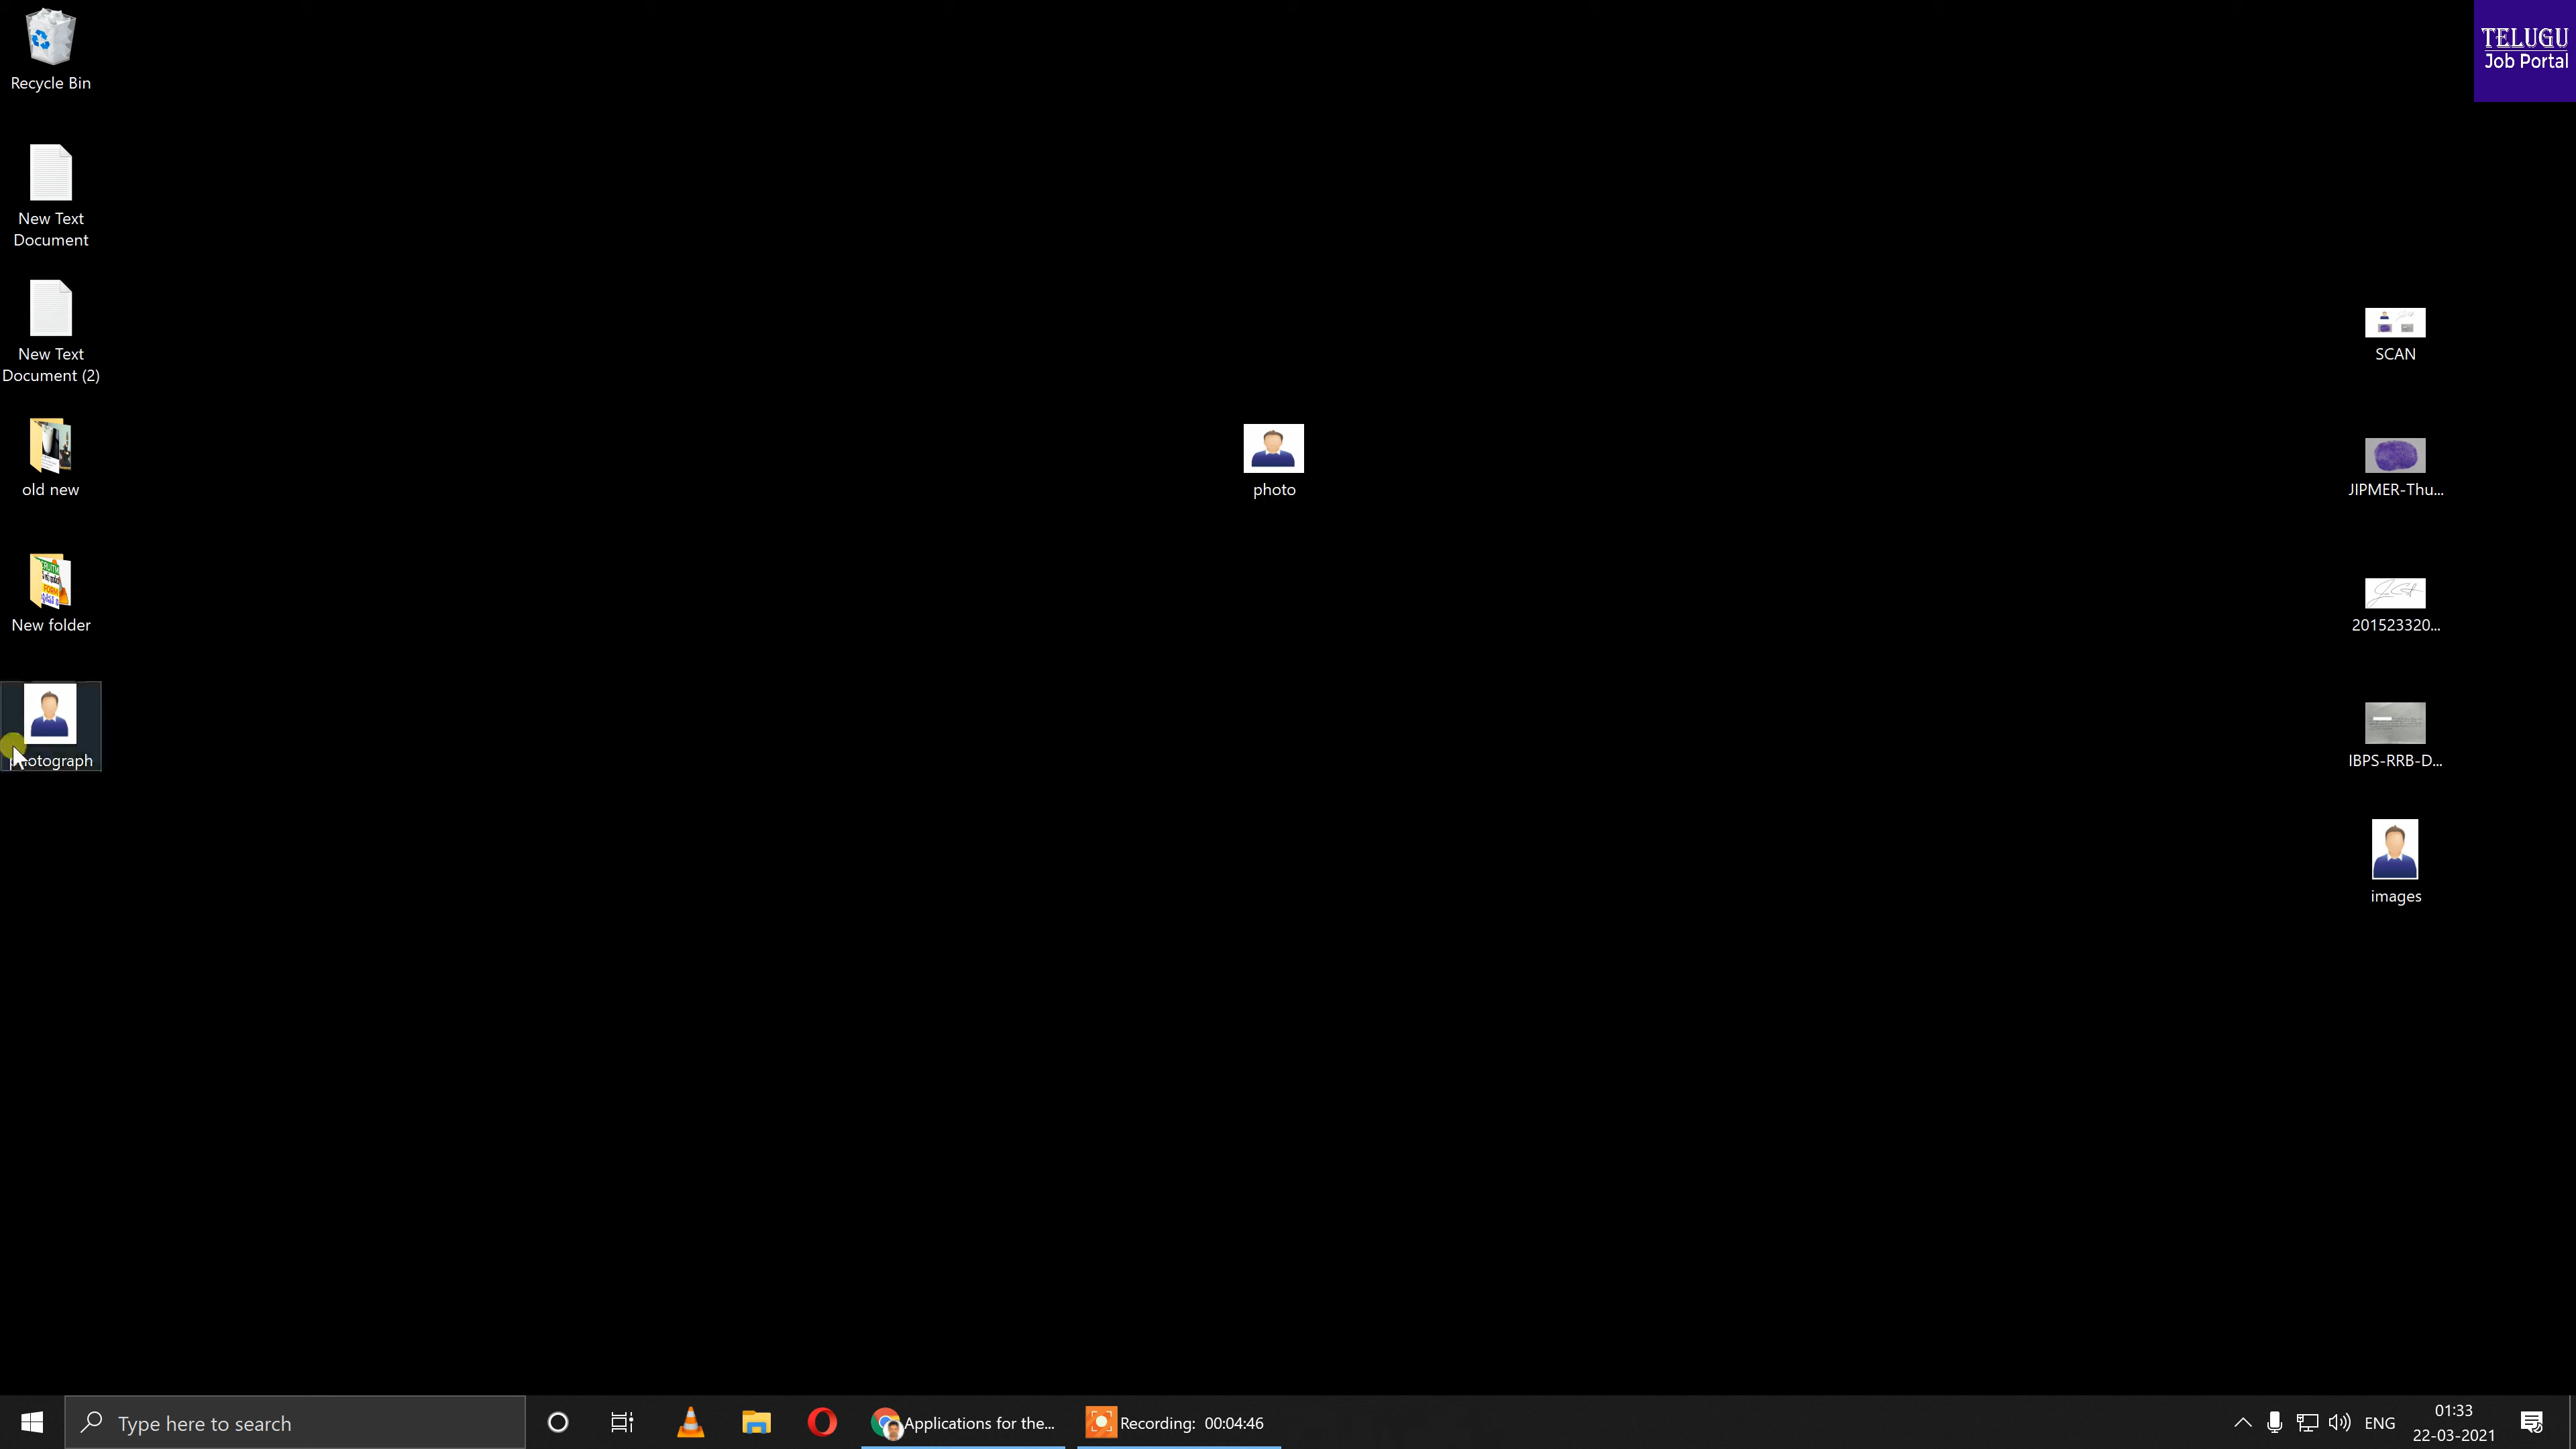 Recycle Bin
TELUGU
Job Portal
New Text
Document
New Text
Document (2)
SCAN
old new
photo
JIPMER-Thu...
New folder
201523320...
photograph
IBPS-RRB-D...
images
Type here to search
Applications for the...
Recording: 00:04:46
ENG
01:33
22-03-2021